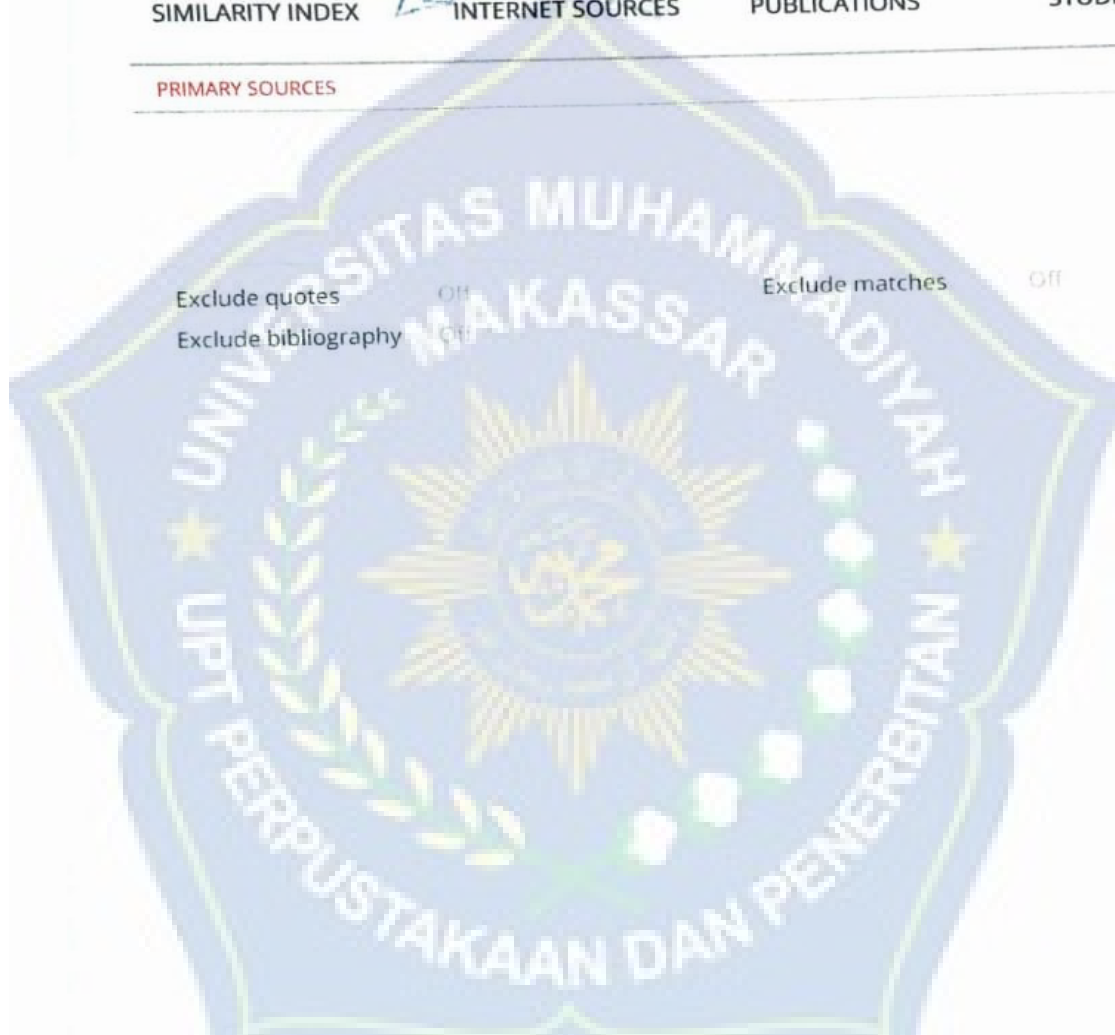 SIMILARITY INDEX INTERNET SOURCES PUBLICATIONS
PRIMARY SOURCES
Exclude quotes Off Exclude matches Off
Exclude bibliography Off
UNIVERSITAS MUHAMMADIYAH
MAKASSAR
UPT PERPUSTAKAAN DAN PENERBITAN